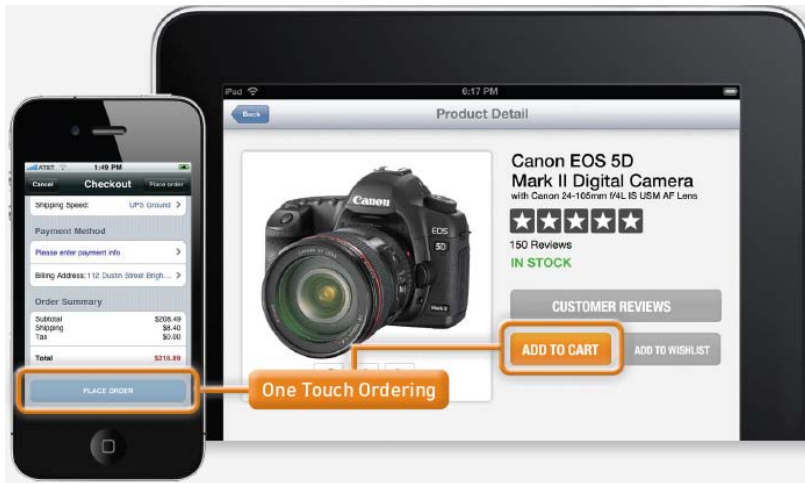 AT&T 1:49 PM
Cancel Checkout Place order
Shipping Speed: UPS Ground >
Payment Method
Please enter payment info >
Billing Address: 112 Dustin Street Brigh... >
Order Summary
Subtotal $208.49
Shipping $8.40
Tax $0.00
Total $216.89
PLACE ORDER
One Touch Ordering
iPad 6:17 PM
Back Product Detail
Canon
EOS
5D
Mark II
Canon EOS 5D
Mark II Digital Camera
with Canon 24-105mm f/4L IS USM AF Lens
150 Reviews
IN STOCK
CUSTOMER REVIEWS
ADD TO CART ADD TO WISHLIST